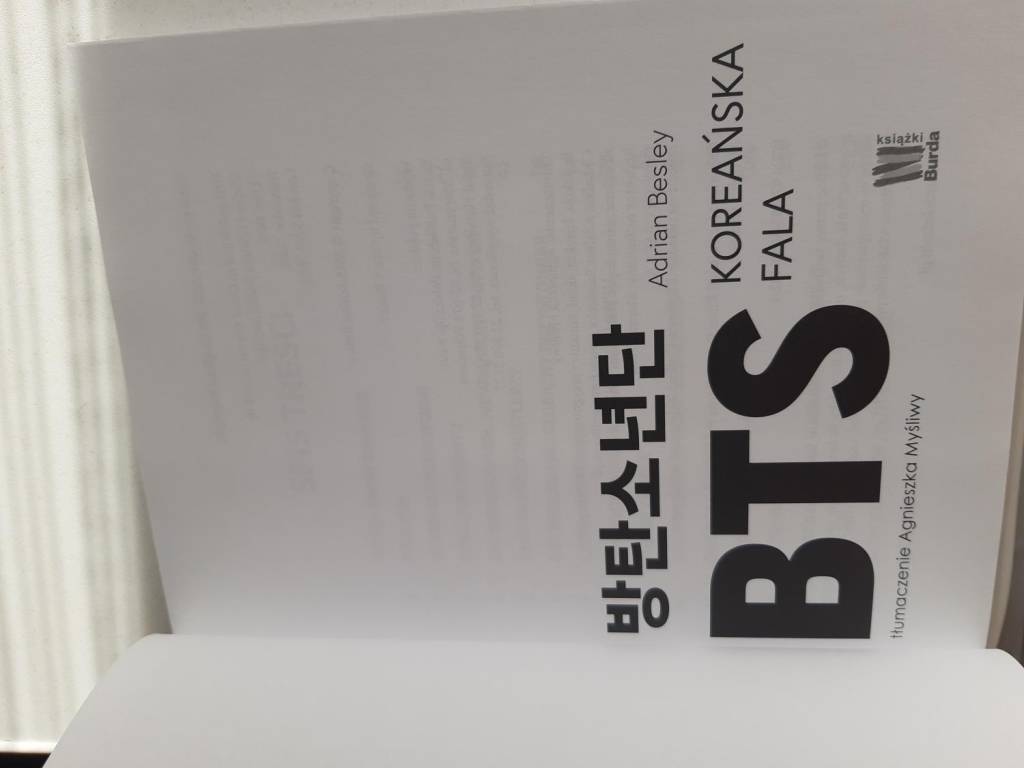 방탄소년단
Adrian Besley
BTS
KOREAŃSKA
FALA
tłumaczenie Agnieszka Myśliwy
książki
Burda